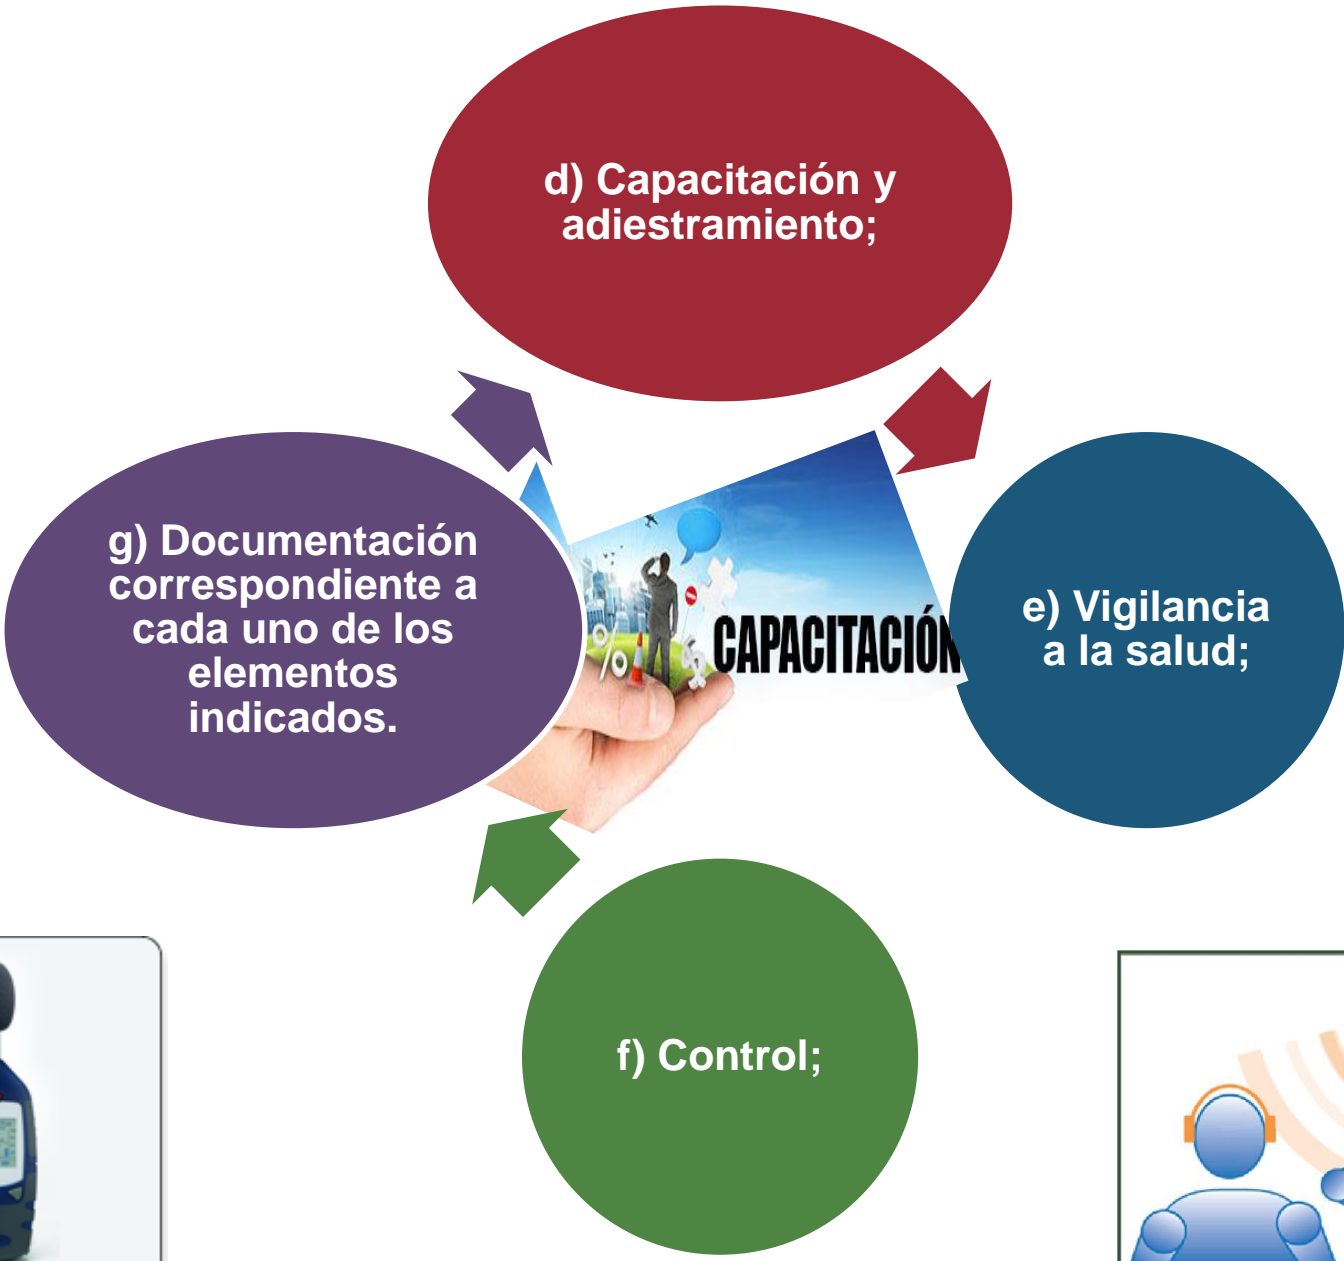 d) Capacitación y
adiestramiento;
e) Vigilancia
a la salud;
f) Control;
g) Documentación
correspondiente a
cada uno de los
elementos
indicados.
CAPACITACIÓN
%
$